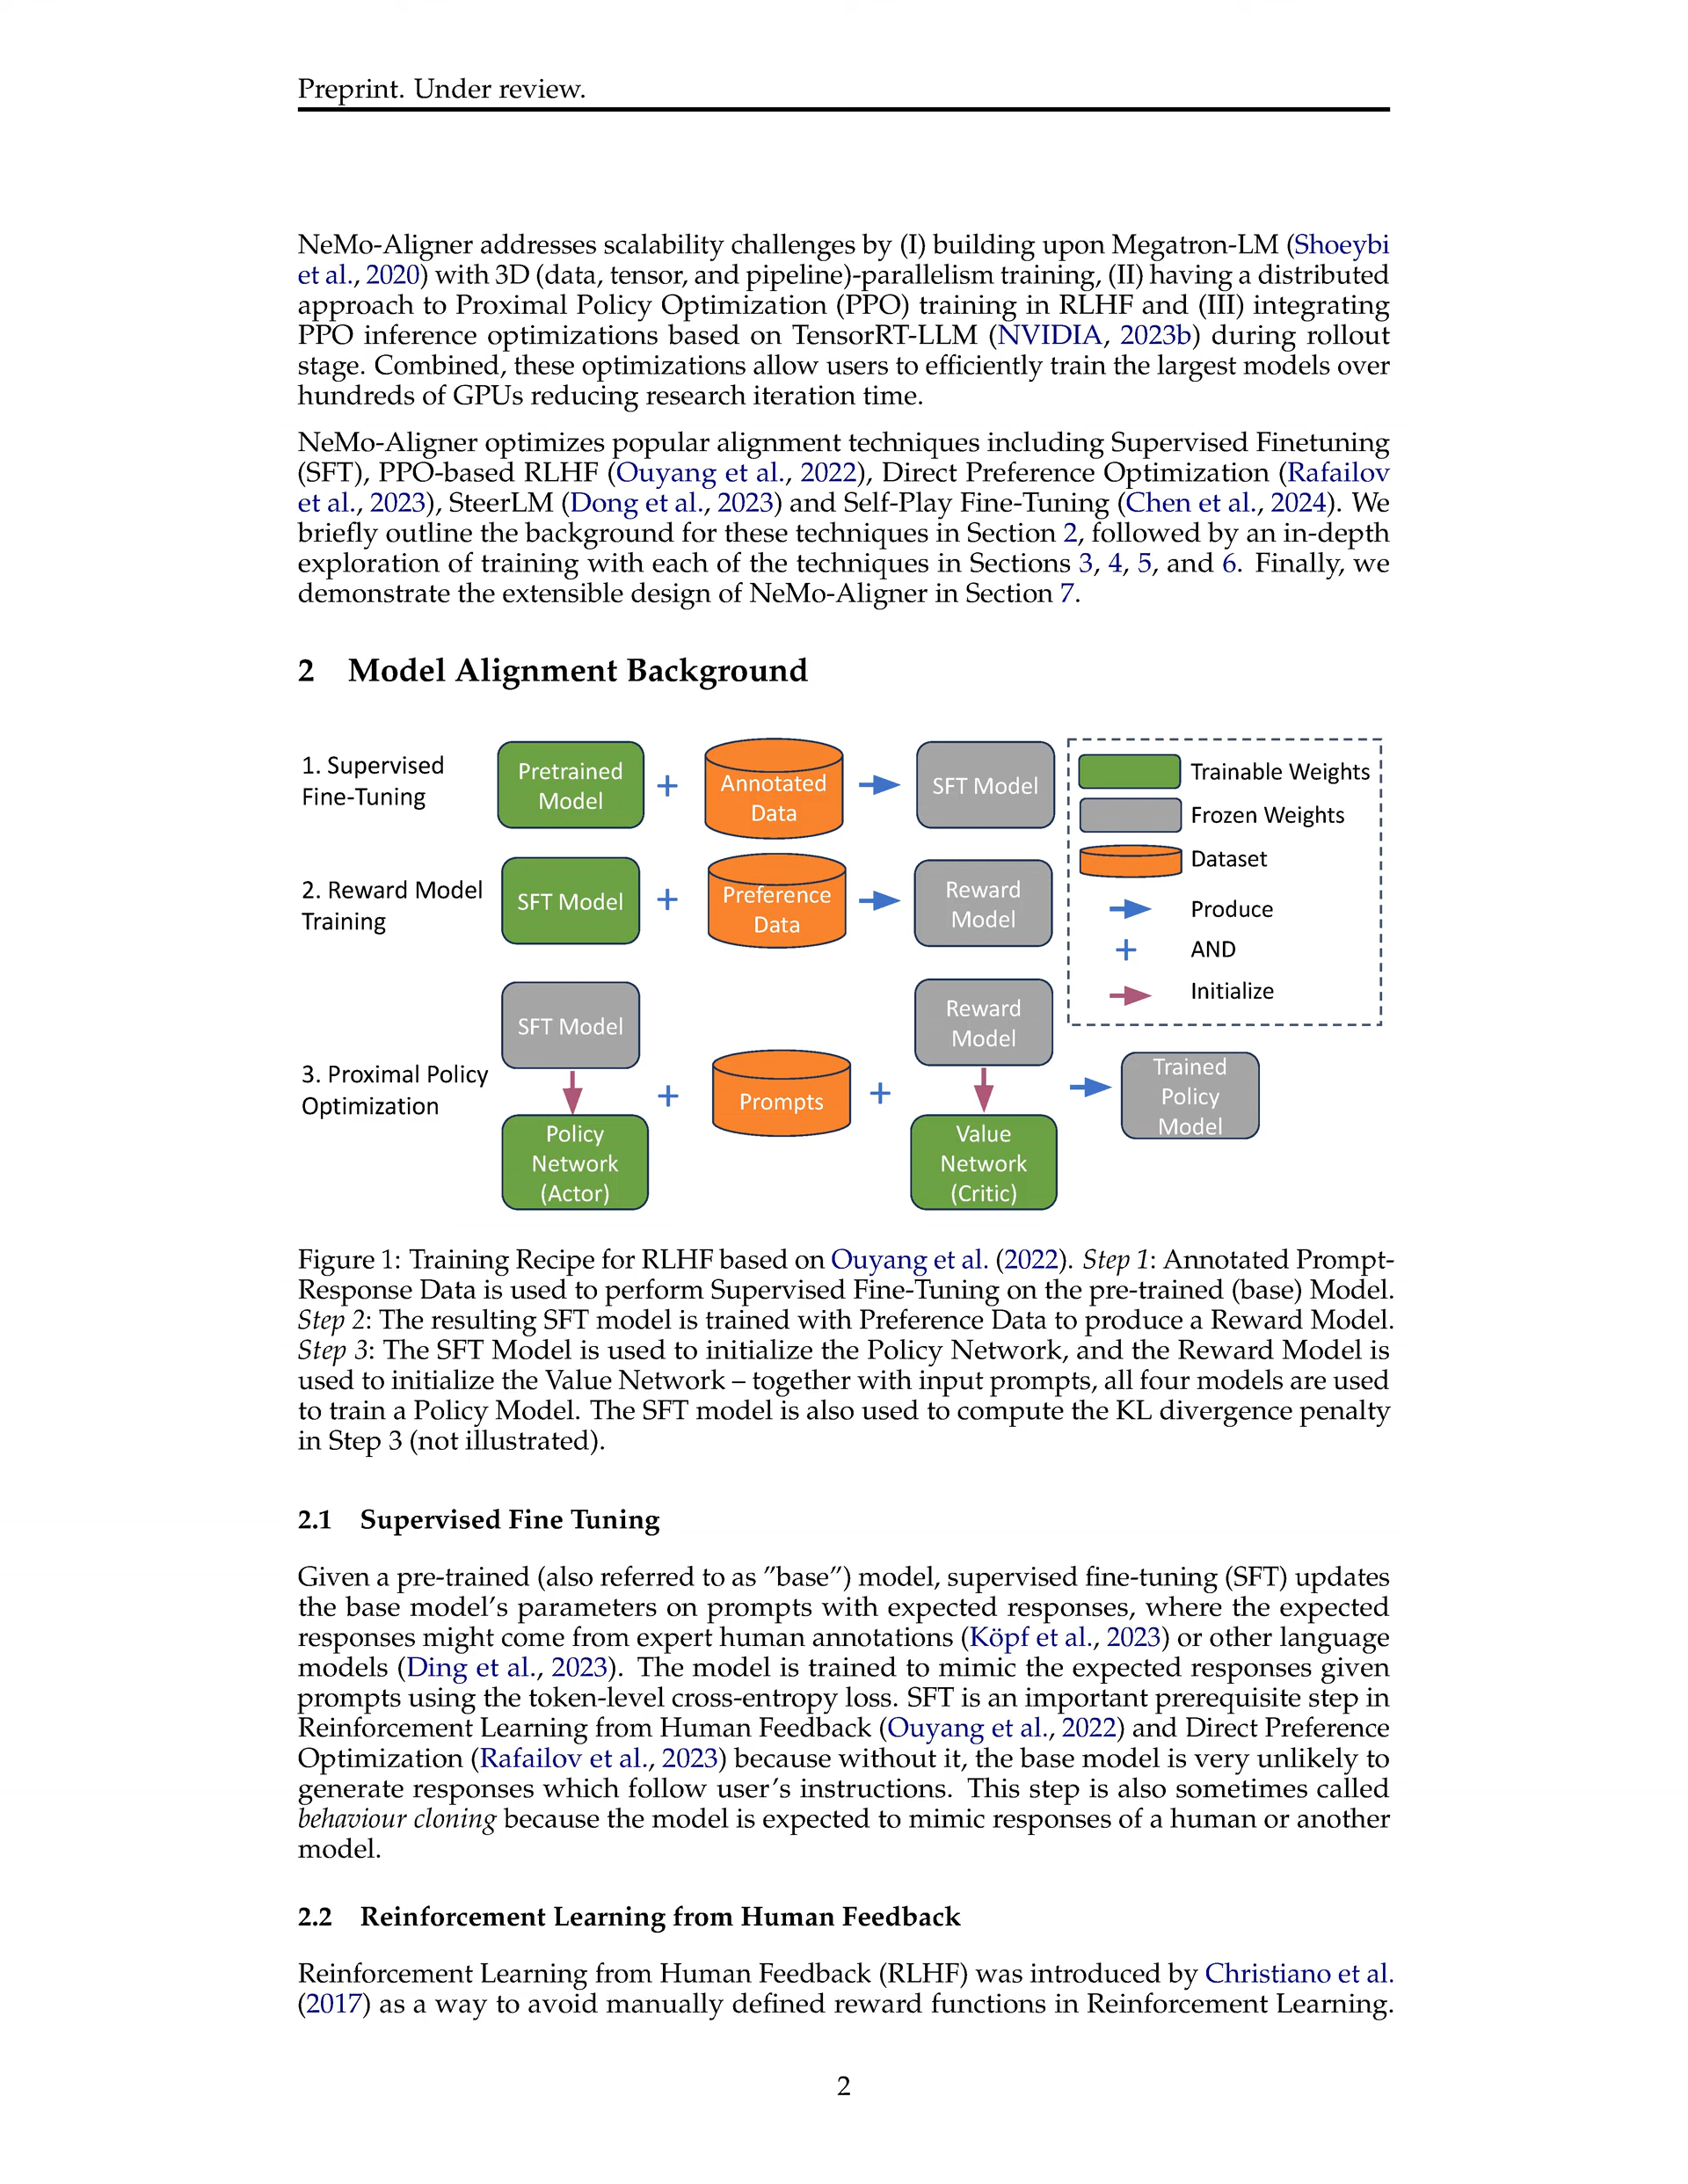 Preprint. Under review.
NeMo-Aligner addresses scalability challenges by (I) building upon Megatron-LM (Shoeybi
et al., 2020) with 3D (data, tensor, and pipeline)-parallelism training, (II) having a distributed
approach to Proximal Policy Optimization (PPO) training in RLHF and (III) integrating
PPO inference optimizations based on TensorRT-LLM (NVIDIA, 2023b) during rollout
stage. Combined, these optimizations allow users to efficiently train the largest models over
hundreds of GPUs reducing research iteration time.
NeMo-Aligner optimizes popular alignment techniques including Supervised Finetuning
(SFT), PPO-based RLHF (Ouyang et al., 2022), Direct Preference Optimization (Rafailov
et al., 2023), SteerLM (Dong et al., 2023) and Self-Play Fine-Tuning (Chen et al., 2024). We
briefly outline the background for these techniques in Section 2, followed by an in-depth
exploration of training with each of the techniques in Sections 3, 4, 5, and 6. Finally, we
demonstrate the extensible design of NeMo-Aligner in Section 7.
2 Model Alignment Background
1. Supervised
Fine-Tuning
Pretrained
Model
+
Annotated
Data
SFT Model
2. Reward Model
Training
SFT Model
+
Preference
Data
Reward
Model
3. Proximal Policy
Optimization
SFT Model
Policy
Network
(Actor)
+
Prompts
+
Reward
Model
Value
Network
(Critic)
Trained
Policy
Model
Trainable Weights
Frozen Weights
Dataset
Produce
+ AND
Initialize
Figure 1: Training Recipe for RLHF based on Ouyang et al. (2022). Step 1: Annotated Prompt-
Response Data is used to perform Supervised Fine-Tuning on the pre-trained (base) Model.
Step 2: The resulting SFT model is trained with Preference Data to produce a Reward Model.
Step 3: The SFT Model is used to initialize the Policy Network, and the Reward Model is
used to initialize the Value Network – together with input prompts, all four models are used
to train a Policy Model. The SFT model is also used to compute the KL divergence penalty
in Step 3 (not illustrated).
2.1 Supervised Fine Tuning
Given a pre-trained (also referred to as ”base”) model, supervised fine-tuning (SFT) updates
the base model’s parameters on prompts with expected responses, where the expected
responses might come from expert human annotations (Köpf et al., 2023) or other language
models (Ding et al., 2023). The model is trained to mimic the expected responses given
prompts using the token-level cross-entropy loss. SFT is an important prerequisite step in
Reinforcement Learning from Human Feedback (Ouyang et al., 2022) and Direct Preference
Optimization (Rafailov et al., 2023) because without it, the base model is very unlikely to
generate responses which follow user’s instructions. This step is also sometimes called
behaviour cloning because the model is expected to mimic responses of a human or another
model.
2.2 Reinforcement Learning from Human Feedback
Reinforcement Learning from Human Feedback (RLHF) was introduced by Christiano et al.
(2017) as a way to avoid manually defined reward functions in Reinforcement Learning.
2